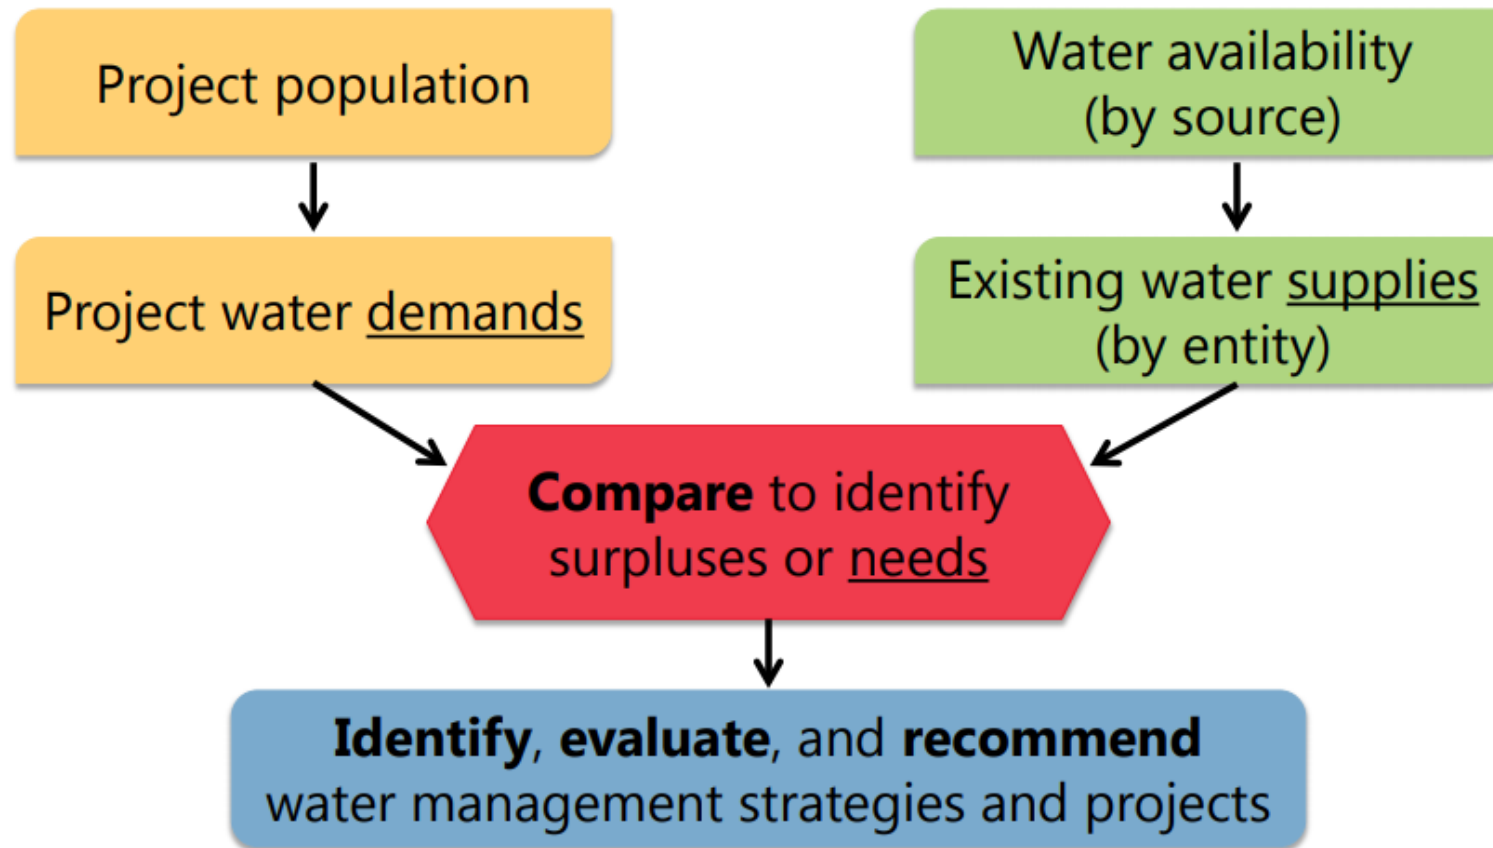 Project population
Water availability
(by source)
Project water demands
Existing water supplies
(by entity)
Compare to identify
surpluses or needs
Identify, evaluate, and recommend
water management strategies and projects